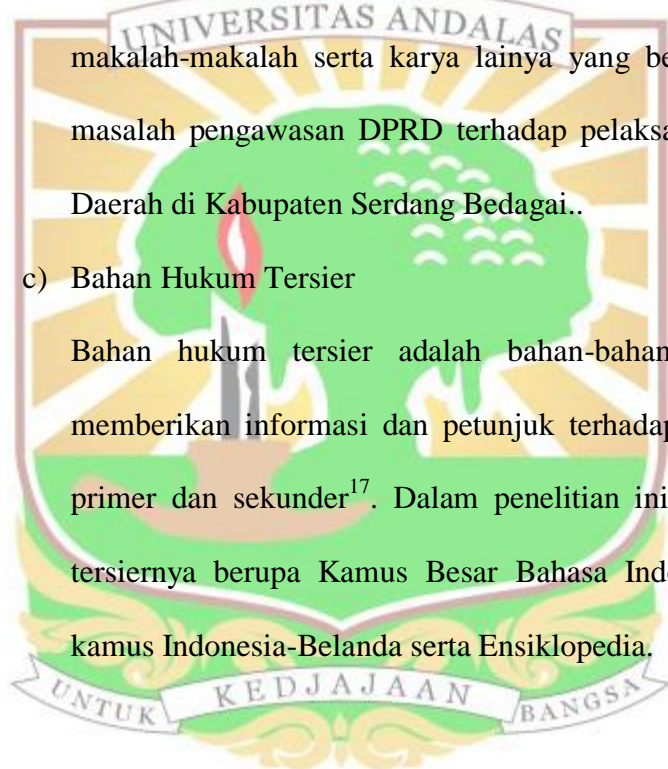 UNIVERSITAS ANDALAS
makalah-makalah serta karya lainya yang be
masalah pengawasan DPRD terhadap pelaksa
Daerah di Kabupaten Serdang Bedagai..
c) Bahan Hukum Tersier
Bahan hukum tersier adalah bahan-bahan
memberikan informasi dan petunjuk terhadap
primer dan sekunder17. Dalam penelitian ini
tersiernya berupa Kamus Besar Bahasa Ind
kamus Indonesia-Belanda serta Ensiklopedia.
UNTUK KEDJAJAAN BANGSA